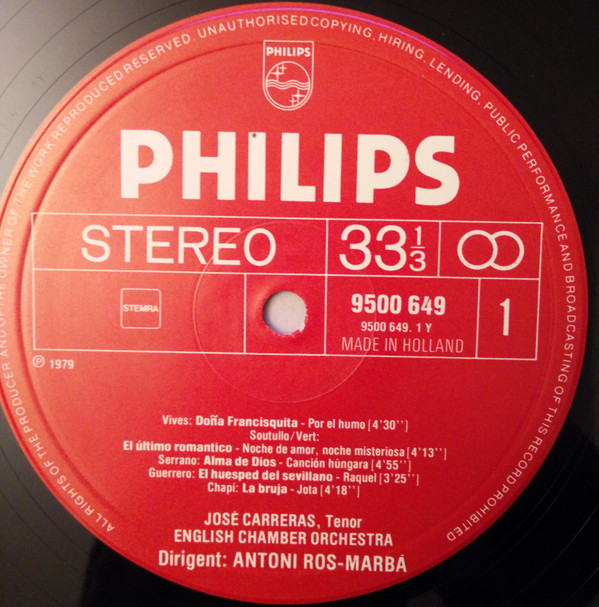 ALL RIGHTS OF THE PRODUCER AND OF THE OWNER OF THE WORK REPRODUCED RESERVED. UNAUTHORISED COPYING, HIRING, LENDING, PUBLIC PERFORMANCE AND BROADCASTING OF THIS RECORD PROHIBITED
PHILIPS
PHILIPS
STEREO 33 1/3
STEMRA
9500 649
9500 649. 1 Y
MADE IN HOLLAND
1
℗ 1979
Vives: Doña Francisquita - Por el humo [4'30'']
Soutullo/Vert:
El último romantico - Noche de amor, noche misteriosa [4'13'']
Serrano: Alma de Dios - Canción húngara [4'55'']
Guerrero: El huesped del sevillano - Raquel [3'25'']
Chapi: La bruja - Jota [4'18'']
JOSÉ CARRERAS, Tenor
ENGLISH CHAMBER ORCHESTRA
Dirigent: ANTONI ROS-MARBÁ